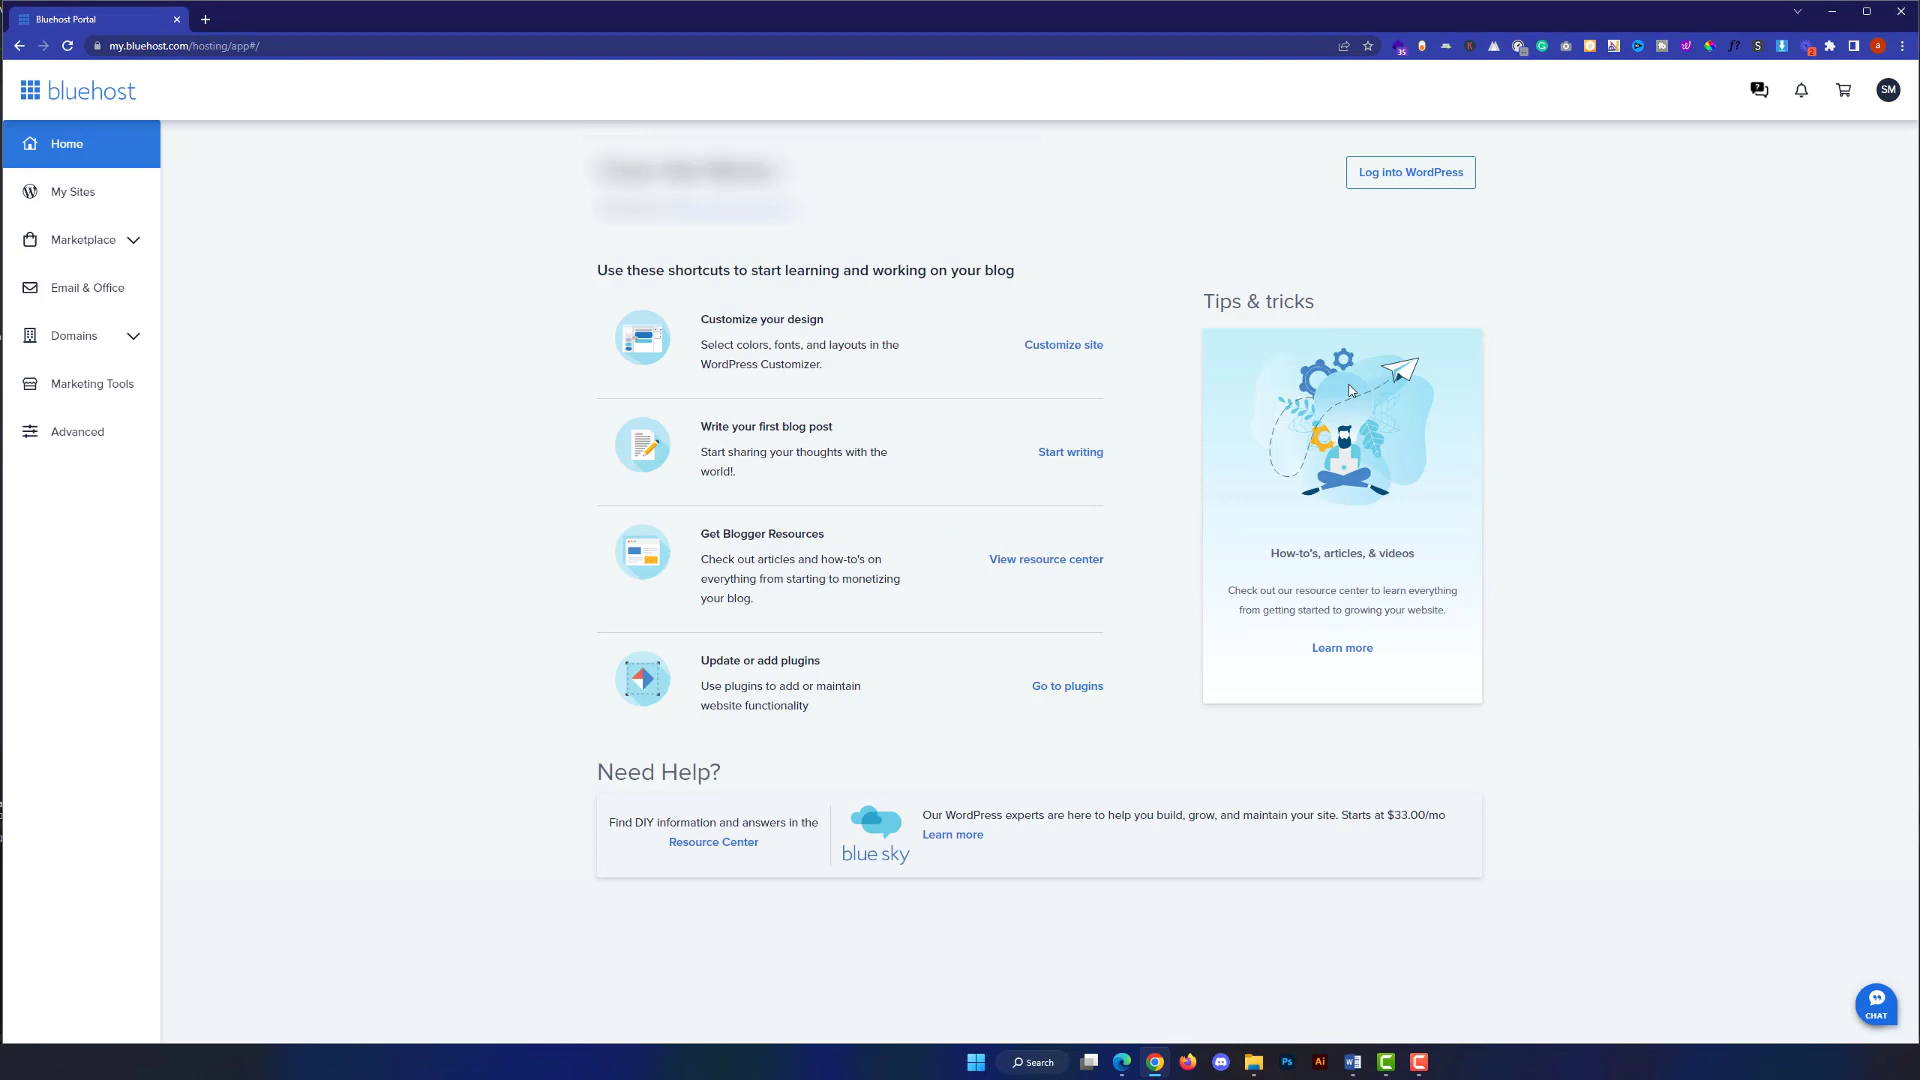 Bluehost Portal
my.bluehost.com/hosting/app#/
bluehost
SM
Home
My Sites
Marketplace
Email & Office
Domains
Marketing Tools
Advanced
Log into WordPress
Use these shortcuts to start learning and working on your blog
Customize your design
Select colors, fonts, and layouts in the
WordPress Customizer.
Customize site
Write your first blog post
Start sharing your thoughts with the
world!.
Start writing
Get Blogger Resources
Check out articles and how-to's on
everything from starting to monetizing
your blog.
View resource center
Update or add plugins
Use plugins to add or maintain
website functionality
Go to plugins
Tips & tricks
How-to's, articles, & videos
Check out our resource center to learn everything
from getting started to growing your website.
Learn more
Need Help?
Find DIY information and answers in the
Resource Center
blue sky
Our WordPress experts are here to help you build, grow, and maintain your site. Starts at $33.00/mo
Learn more
CHAT
Search